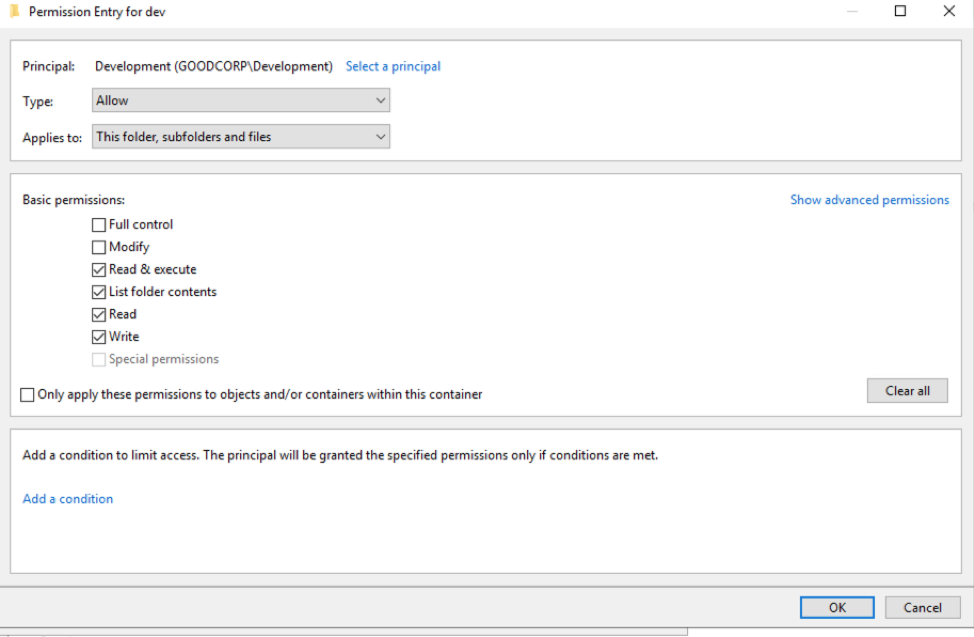 Permission Entry for dev
Principal: Development (GOODCORP\Development) Select a principal
Type: Allow
Applies to: This folder, subfolders and files
Basic permissions: Show advanced permissions
Full control
Modify
Read & execute
List folder contents
Read
Write
Special permissions
Only apply these permissions to objects and/or containers within this container
Clear all
Add a condition to limit access. The principal will be granted the specified permissions only if conditions are met.
Add a condition
OK Cancel